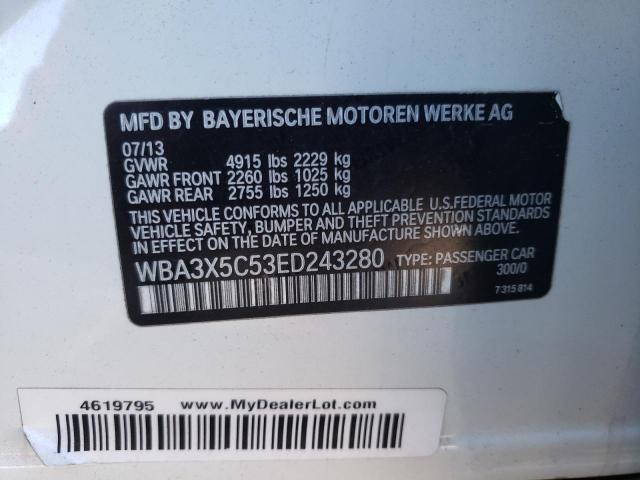 MFD BY BAYERISCHE MOTOREN WERKE AG
07/13
GVWR 4915 lbs 2229 kg
GAWR FRONT 2260 lbs 1025 kg
GAWR REAR 2755 lbs 1250 kg
THIS VEHICLE CONFORMS TO ALL APPLICABLE U.S.FEDERAL MOTOR
VEHICLE SAFETY, BUMPER AND THEFT PREVENTION STANDARDS
IN EFFECT ON THE DATE OF MANUFACTURE SHOWN ABOVE.
WBA3X5C53ED243280 TYPE: PASSENGER CAR
300/0
7 315 814
4619795 www.MyDealerLot.com